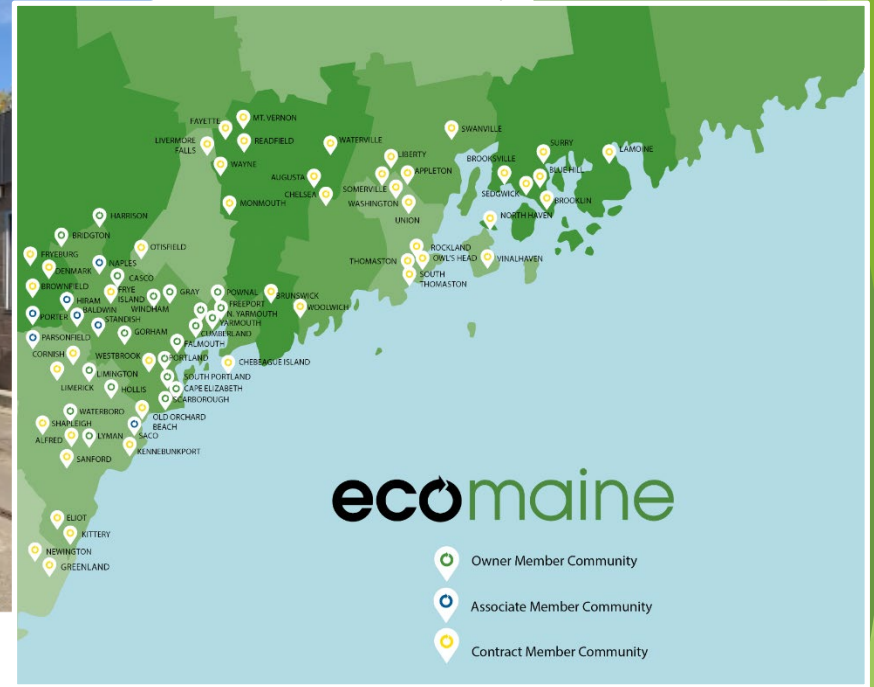 MT. VERNON
FAYETTE
LIVERMORE
FALLS
READFIELD
WATERVILLE
SWANVILLE
WAYNE
LIBERTY
BROOKSVILLE
SURRY
LAMOINE
AUGUSTA
APPLETON
BLUE HILL
CHELSEA
SOMERVILLE
SEDGWICK
MONMOUTH
WASHINGTON
BROOKLIN
UNION
NORTH HAVEN
HARRISON
BRIDGTON
OTISFIELD
ROCKLAND
FRYEBURG
NAPLES
THOMASTON
OWL'S HEAD
VINALHAVEN
DENMARK
CASCO
SOUTH
THOMASTON
BROWNFIELD
FRYE
ISLAND
GRAY
POWNAL
BRUNSWICK
HIRAM
WINDHAM
FREEPORT
WOOLWICH
BALDWIN
N. YARMOUTH
PORTER
STANDISH
YARMOUTH
GORHAM
CUMBERLAND
PARSONFIELD
FALMOUTH
CORNISH
WESTBROOK
PORTLAND
CHEBEAGUE ISLAND
LIMINGTON
SOUTH PORTLAND
LIMERICK
HOLLIS
CAPE ELIZABETH
SCARBOROUGH
WATERBORO
OLD ORCHARD
BEACH
SHAPLEIGH
ALFRED
LYMAN
SACO
KENNEBUNKPORT
SANFORD
ELIOT
KITTERY
NEWINGTON
GREENLAND
ecomaine
Owner Member Community
Associate Member Community
Contract Member Community